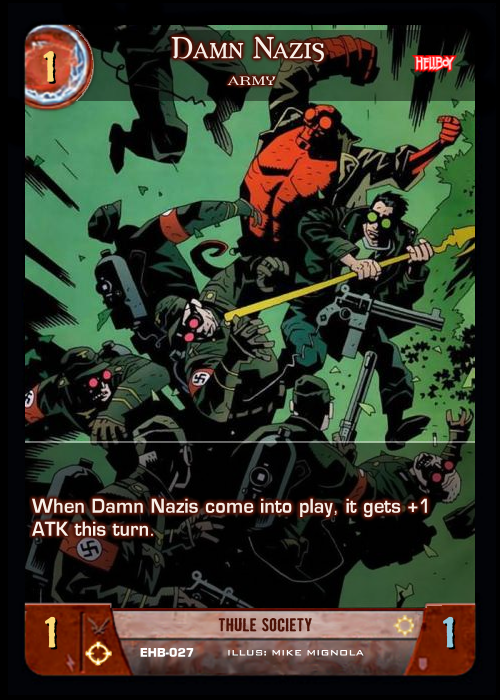 1
DAMN NAZIS
ARMY
HELLBOY
When Damn Nazis come into play, it gets +1
ATK this turn.
1
THULE SOCIETY
1
EHB-027
ILLUS: MIKE MIGNOLA